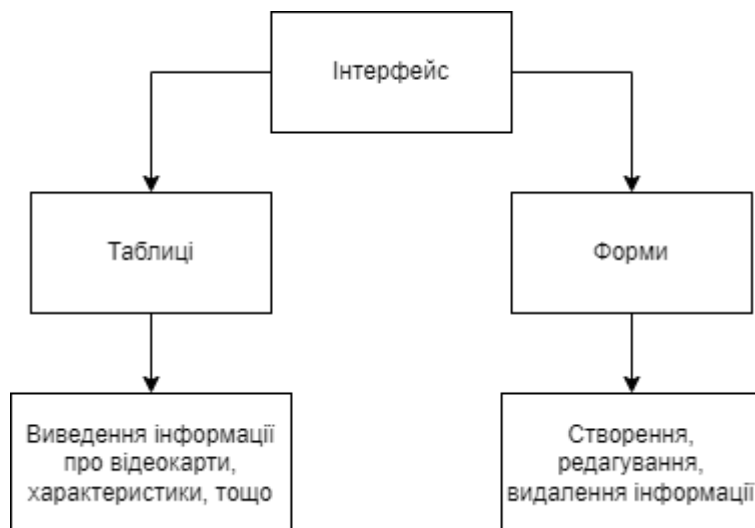 Інтерфейс
Таблиці
Форми
Виведення інформації
про відеокарти,
характеристики, тощо
Створення,
редагування,
видалення інформації